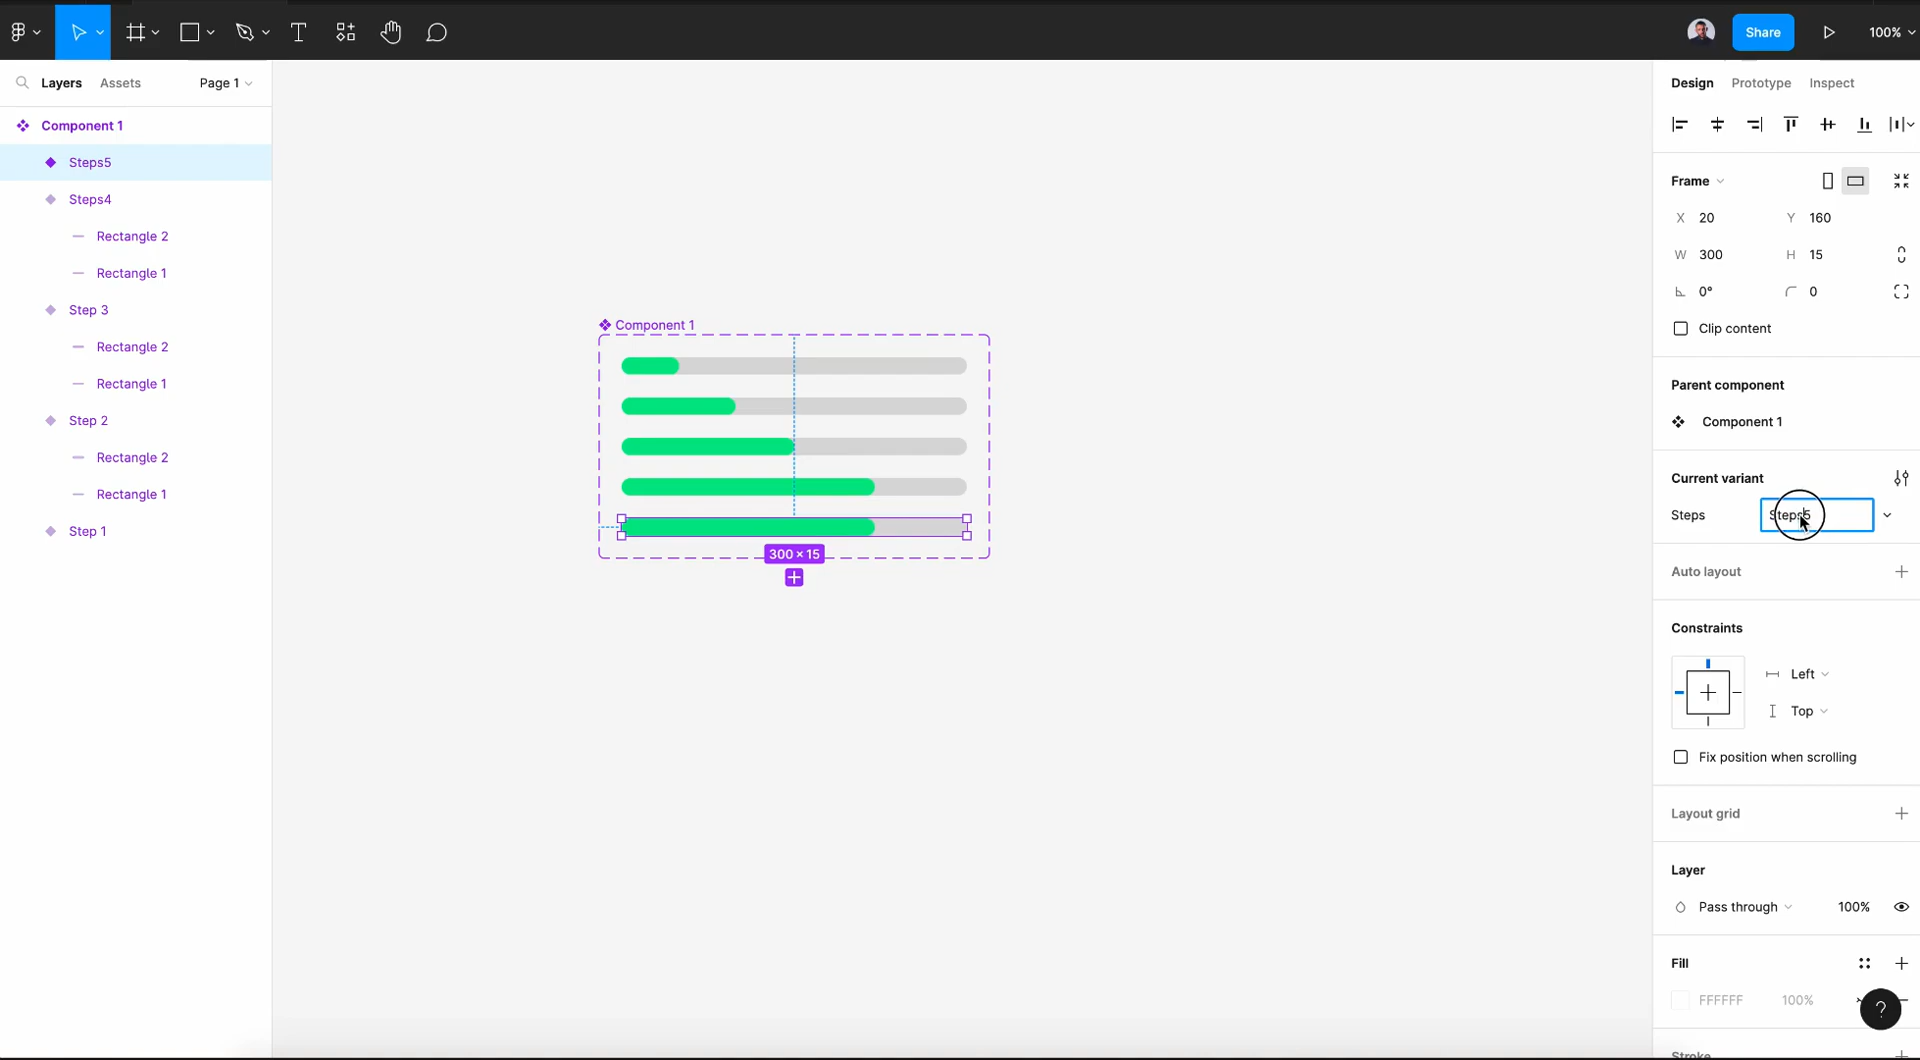 Share
100%
Layers
Assets
Page 1
Design
Prototype
Inspect
Component 1
Steps5
Steps4
Rectangle 2
Rectangle 1
Step 3
Rectangle 2
Rectangle 1
Step 2
Rectangle 2
Rectangle 1
Step 1
Component 1
300 × 15
Frame
X 20
Y 160
W 300
H 15
0°
0
Clip content
Parent component
Component 1
Current variant
Steps
Steps5
Auto layout
Constraints
Left
Top
Fix position when scrolling
Layout grid
Layer
Pass through
100%
Fill
FFFFFF
100%
?
Stroke